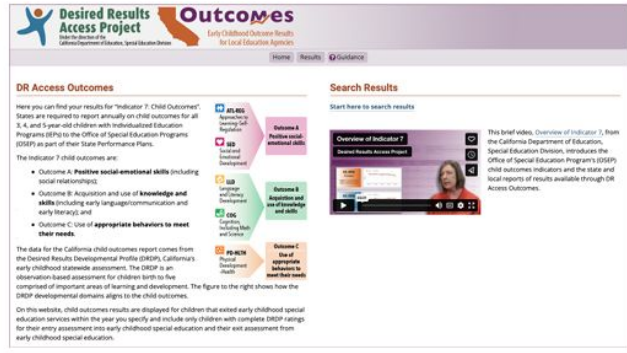 Desired Results
Access Project
Under the direction of the
California Department of Education, Special Education Division
Outcomes
Early Childhood Outcome Results
for Local Education Agencies
Home
Results
Guidance
DR Access Outcomes
Here you can find your results for "Indicator 7: Child Outcomes".
States are required to report annually on child outcomes for all
3, 4, and 5-year-old children with Individualized Education
Programs (IEPs) to the Office of Special Education Programs
(OSEP) as part of their State Performance Plans.
The Indicator 7 child outcomes are:
• Outcome A: Positive social-emotional skills (including
social relationships);
• Outcome B: Acquisition and use of knowledge and
skills (including early language/communication and
early literacy); and
• Outcome C: Use of appropriate behaviors to meet
their needs.
The data for the California child outcomes report comes from
the Desired Results Developmental Profile (DRDP), California's
early childhood statewide assessment. The DRDP is an
observation-based assessment for children birth to five
comprised of important areas of learning and development. The figure to the right shows how the
DRDP developmental domains aligns to the child outcomes.
On this website, child outcomes results are displayed for children that exited early childhood special
education services within the year you specify and include only children with complete DRDP ratings
for their entry assessment into early childhood special education and their exit assessment from
early childhood special education.
ATL-REG
Approaches to
Learning–Self-
Regulation
SED
Social and
Emotional
Development
Outcome A
Positive social-
emotional skills
LLD
Language
and Literacy
Development
COG
Cognition,
Including Math
and Science
Outcome B
Acquisition and
use of knowledge
and skills
PD-HLTH
Physical
Development
–Health
Outcome C
Use of
appropriate
behaviors to
meet their needs
Search Results
Start here to search results
Overview of Indicator 7
Desired Results Access Project
This brief video, Overview of Indicator 7, from
the California Department of Education,
Special Education Division, introduces the
Office of Special Education Program's (OSEP)
child outcomes indicators and the state and
local reports of results available through DR
Access Outcomes.